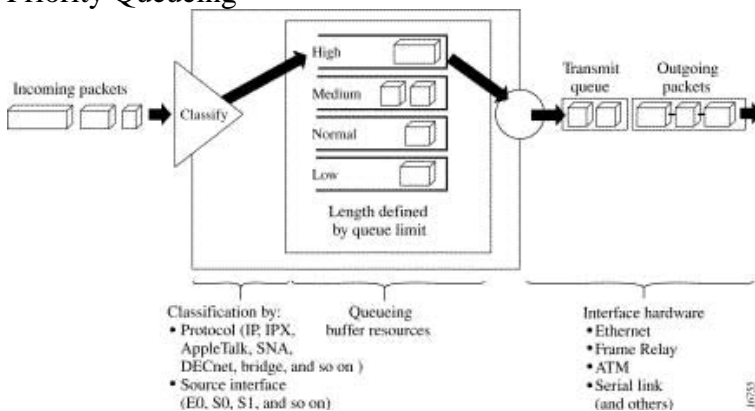 Priority Queueing
Incoming packets
Classify
High
Medium
Normal
Low
Length defined
by queue limit
Transmit
queue
Outgoing
packets
Classification by:
• Protocol (IP, IPX,
AppleTalk, SNA,
DECnet, bridge, and so on )
• Source interface
(E0, S0, S1, and so on)
Queueing
buffer resources
Interface hardware
• Ethernet
• Frame Relay
• ATM
• Serial link
(and others)